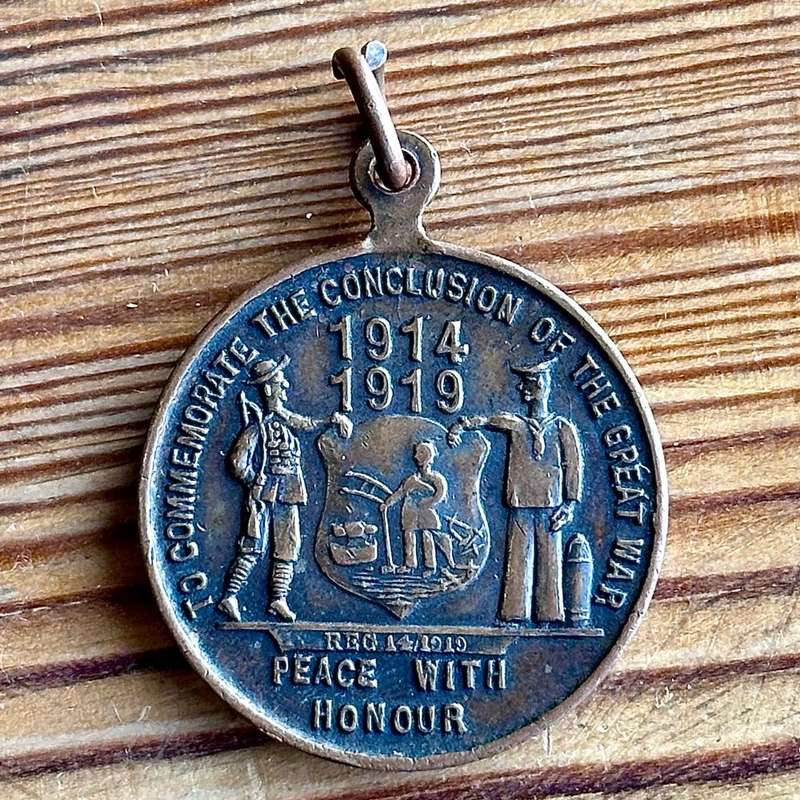 TO COMMEMORATE THE CONCLUSION OF THE GREAT WAR
1914
1919
REG 14/1919
PEACE WITH
HONOUR